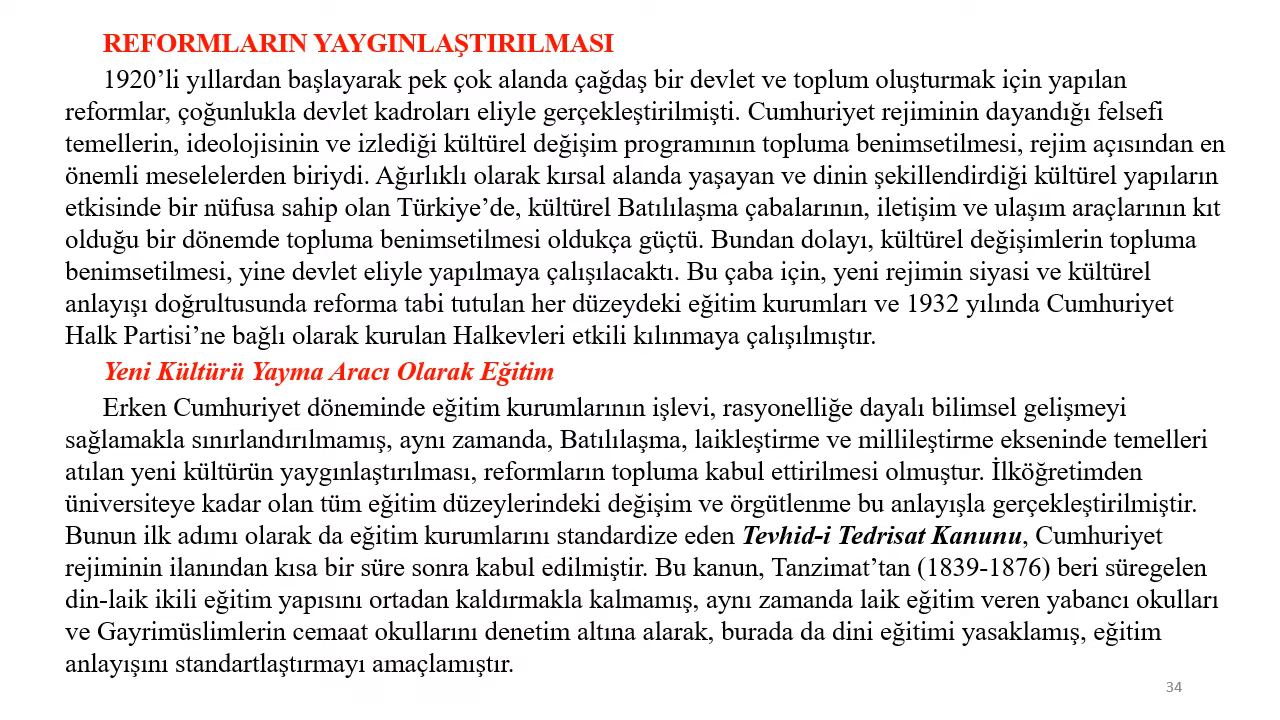 REFORMLARIN YAYGINLAŞTIRILMASI
1920’li yıllardan başlayarak pek çok alanda çağdaş bir devlet ve toplum oluşturmak için yapılan
reformlar, çoğunlukla devlet kadroları eliyle gerçekleştirilmişti. Cumhuriyet rejiminin dayandığı felsefi
temellerin, ideolojisinin ve izlediği kültürel değişim programının topluma benimsetilmesi, rejim açısından en
önemli meselelerden biriydi. Ağırlıklı olarak kırsal alanda yaşayan ve dinin şekillendirdiği kültürel yapıların
etkisinde bir nüfusa sahip olan Türkiye’de, kültürel Batılılaşma çabalarının, iletişim ve ulaşım araçlarının kıt
olduğu bir dönemde topluma benimsetilmesi oldukça güçtü. Bundan dolayı, kültürel değişimlerin topluma
benimsetilmesi, yine devlet eliyle yapılmaya çalışılacaktı. Bu çaba için, yeni rejimin siyasi ve kültürel
anlayışı doğrultusunda reforma tabi tutulan her düzeydeki eğitim kurumları ve 1932 yılında Cumhuriyet
Halk Partisi’ne bağlı olarak kurulan Halkevleri etkili kılınmaya çalışılmıştır.
Yeni Kültürü Yayma Aracı Olarak Eğitim
Erken Cumhuriyet döneminde eğitim kurumlarının işlevi, rasyonelliğe dayalı bilimsel gelişmeyi
sağlamakla sınırlandırılmamış, aynı zamanda, Batılılaşma, laikleştirme ve millileştirme ekseninde temelleri
atılan yeni kültürün yaygınlaştırılması, reformların topluma kabul ettirilmesi olmuştur. İlköğretimden
üniversiteye kadar olan tüm eğitim düzeylerindeki değişim ve örgütlenme bu anlayışla gerçekleştirilmiştir.
Bunun ilk adımı olarak da eğitim kurumlarını standardize eden Tevhid-i Tedrisat Kanunu, Cumhuriyet
rejiminin ilanından kısa bir süre sonra kabul edilmiştir. Bu kanun, Tanzimat’tan (1839-1876) beri süregelen
din-laik ikili eğitim yapısını ortadan kaldırmakla kalmamış, aynı zamanda laik eğitim veren yabancı okulları
ve Gayrimüslimlerin cemaat okullarını denetim altına alarak, burada da dini eğitimi yasaklamış, eğitim
anlayışını standartlaştırmayı amaçlamıştır.
34